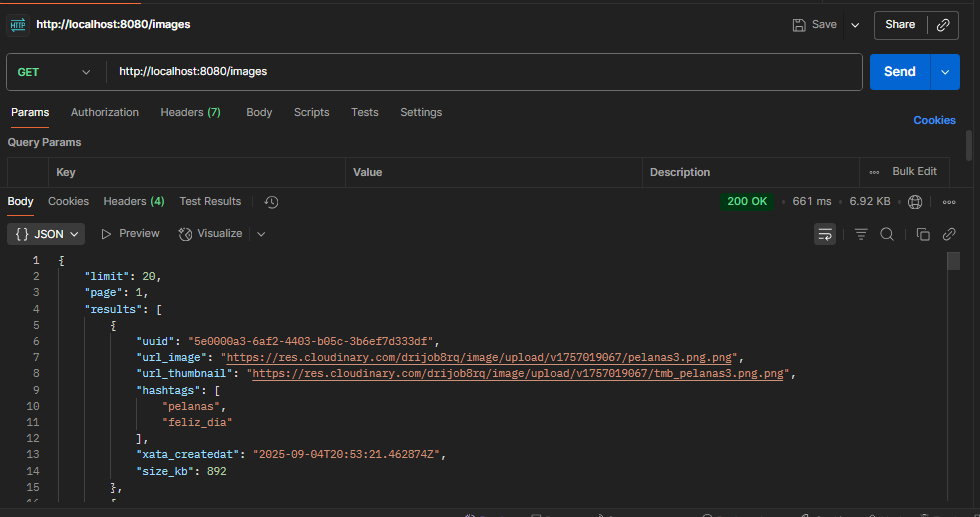 HTTP http://localhost:8080/images Save Share
GET http://localhost:8080/images Send
Params Authorization Headers (7) Body Scripts Tests Settings Cookies
Query Params
Key Value Description Bulk Edit
Body Cookies Headers (4) Test Results 200 OK 661 ms 6.92 KB
{} JSON Preview Visualize
1 {
2 "limit": 20,
3 "page": 1,
4 "results": [
5 {
6 "uuid": "5e0000a3-6af2-4403-b05c-3b6ef7d333df",
7 "url_image": "https://res.cloudinary.com/drijob8rq/image/upload/v1757019067/pelanas3.png.png",
8 "url_thumbnail": "https://res.cloudinary.com/drijob8rq/image/upload/v1757019067/tmb_pelanas3.png.png",
9 "hashtags": [
10 "pelanas",
11 "feliz_dia"
12 ],
13 "xata_createdat": "2025-09-04T20:53:21.462874Z",
14 "size_kb": 892
15 },